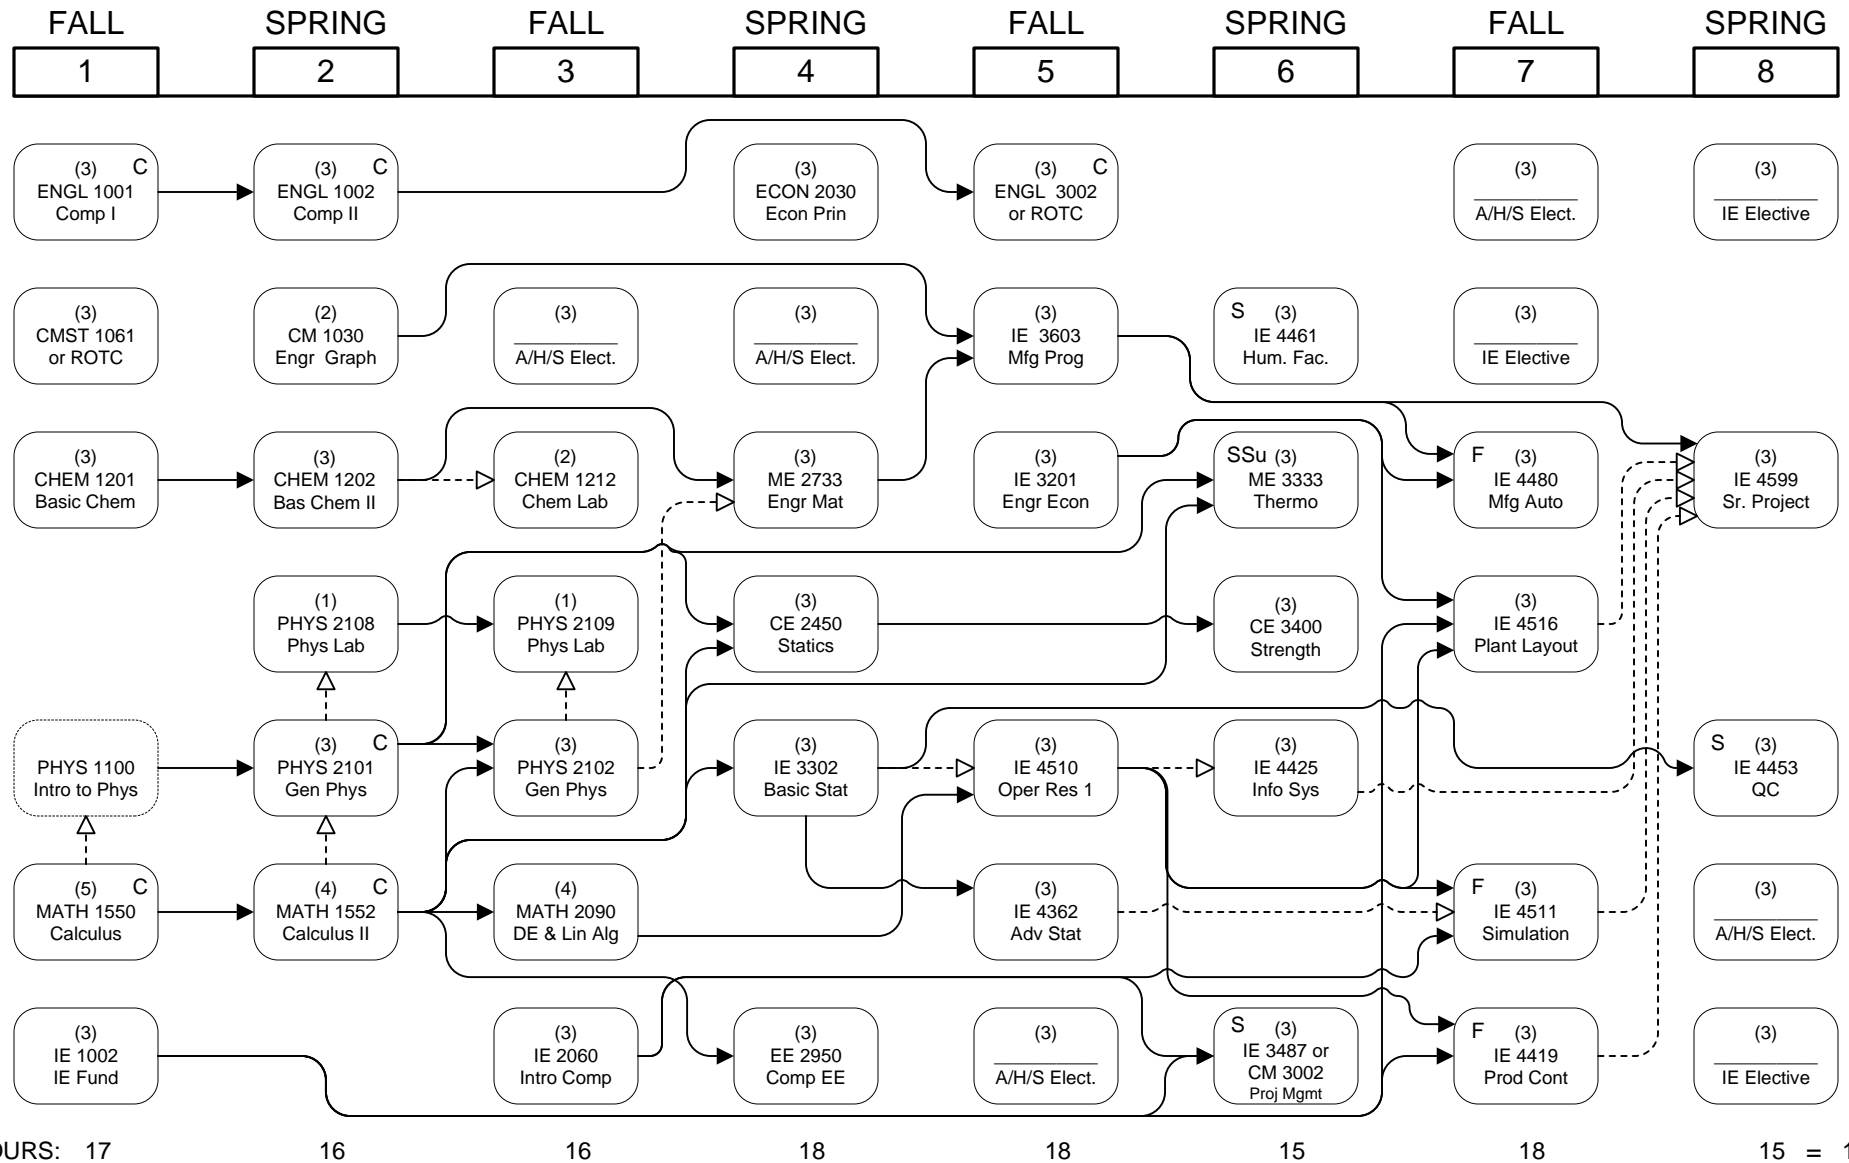 FALL SPRING FALL SPRING FALL SPRING FALL SPRING
1 2 3 4 5 6 7 8
(3) C
ENGL 1001
Comp I
(3) C
ENGL 1002
Comp II
(3)
ECON 2030
Econ Prin
(3) C
ENGL 3002
or ROTC
(3)
A/H/S Elect.
(3)
IE Elective
(3)
CMST 1061
or ROTC
(2)
CM 1030
Engr Graph
(3)
A/H/S Elect.
(3)
A/H/S Elect.
(3)
IE 3603
Mfg Prog
S (3)
IE 4461
Hum. Fac.
(3)
IE Elective
(3)
CHEM 1201
Basic Chem
(3)
CHEM 1202
Bas Chem II
(2)
CHEM 1212
Chem Lab
(3)
ME 2733
Engr Mat
(3)
IE 3201
Engr Econ
SSu (3)
ME 3333
Thermo
F (3)
IE 4480
Mfg Auto
(3)
IE 4599
Sr. Project
(1)
PHYS 2108
Phys Lab
(1)
PHYS 2109
Phys Lab
(3)
CE 2450
Statics
(3)
CE 3400
Strength
(3)
IE 4516
Plant Layout
PHYS 1100
Intro to Phys
(3) C
PHYS 2101
Gen Phys
(3)
PHYS 2102
Gen Phys
(3)
IE 3302
Basic Stat
(3)
IE 4510
Oper Res 1
(3)
IE 4425
Info Sys
S (3)
IE 4453
QC
(5) C
MATH 1550
Calculus
(4) C
MATH 1552
Calculus II
(4)
MATH 2090
DE & Lin Alg
(3)
IE 4362
Adv Stat
F (3)
IE 4511
Simulation
(3)
A/H/S Elect.
(3)
IE 1002
IE Fund
(3)
IE 2060
Intro Comp
(3)
EE 2950
Comp EE
(3)
A/H/S Elect.
S (3)
IE 3487 or
CM 3002
Proj Mgmt
F (3)
IE 4419
Prod Cont
(3)
IE Elective
OURS: 17 16 16 18 18 15 18 15 = 1